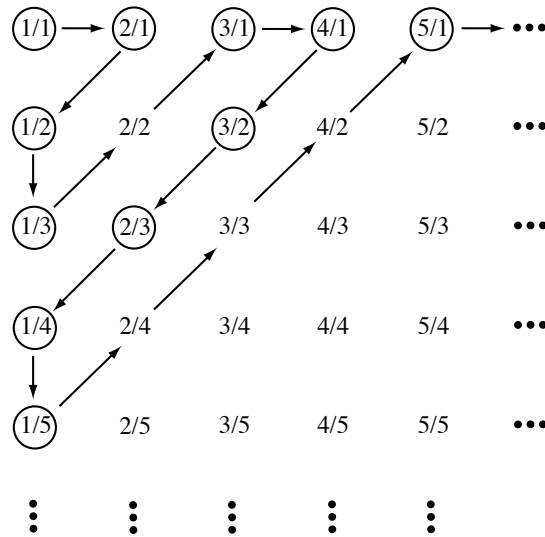 1/1 2/1 3/1 4/1 5/1 •••
1/2 2/2 3/2 4/2 5/2 •••
1/3 2/3 3/3 4/3 5/3 •••
1/4 2/4 3/4 4/4 5/4 •••
1/5 2/5 3/5 4/5 5/5 •••